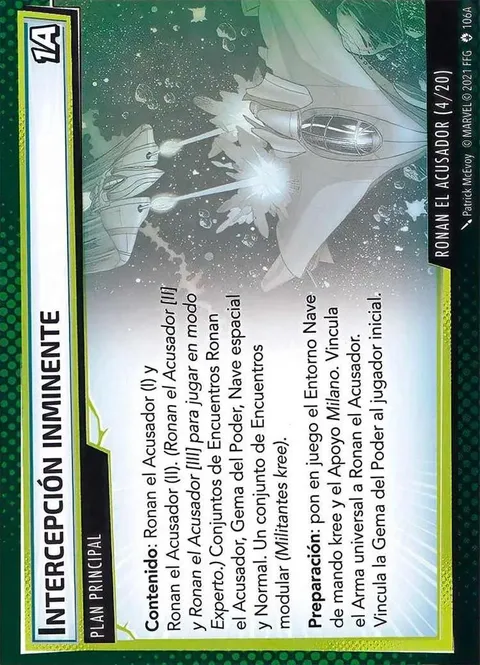 INTERCEPCIÓN INMINENTE
1A
PLAN PRINCIPAL
Contenido: Ronan el Acusador (I) y
Ronan el Acusador (II). (Ronan el Acusador [II]
y Ronan el Acusador [III] para jugar en modo
Experto.) Conjuntos de Encuentros Ronan
el Acusador, Gema del Poder, Nave espacial
y Normal. Un conjunto de Encuentros
modular (Militantes kree).
Preparación: pon en juego el Entorno Nave
de mando kree y el Apoyo Milano. Vincula
el Arma universal a Ronan el Acusador.
Vincula la Gema del Poder al jugador inicial.
RONAN EL ACUSADOR (4/20)
Patrick McEvoy © MARVEL © 2021 FFG 106A